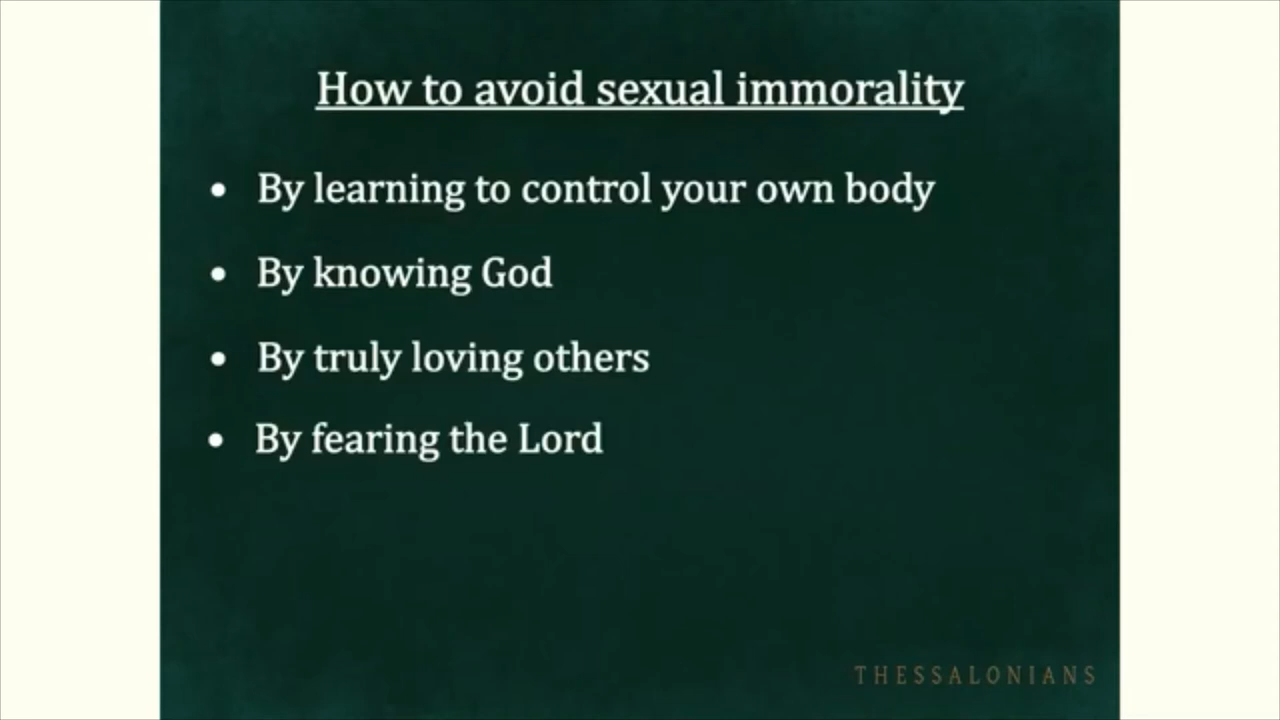 How to avoid sexual immorality
• By learning to control your own body
• By knowing God
• By truly loving others
• By fearing the Lord
THESSALONIANS